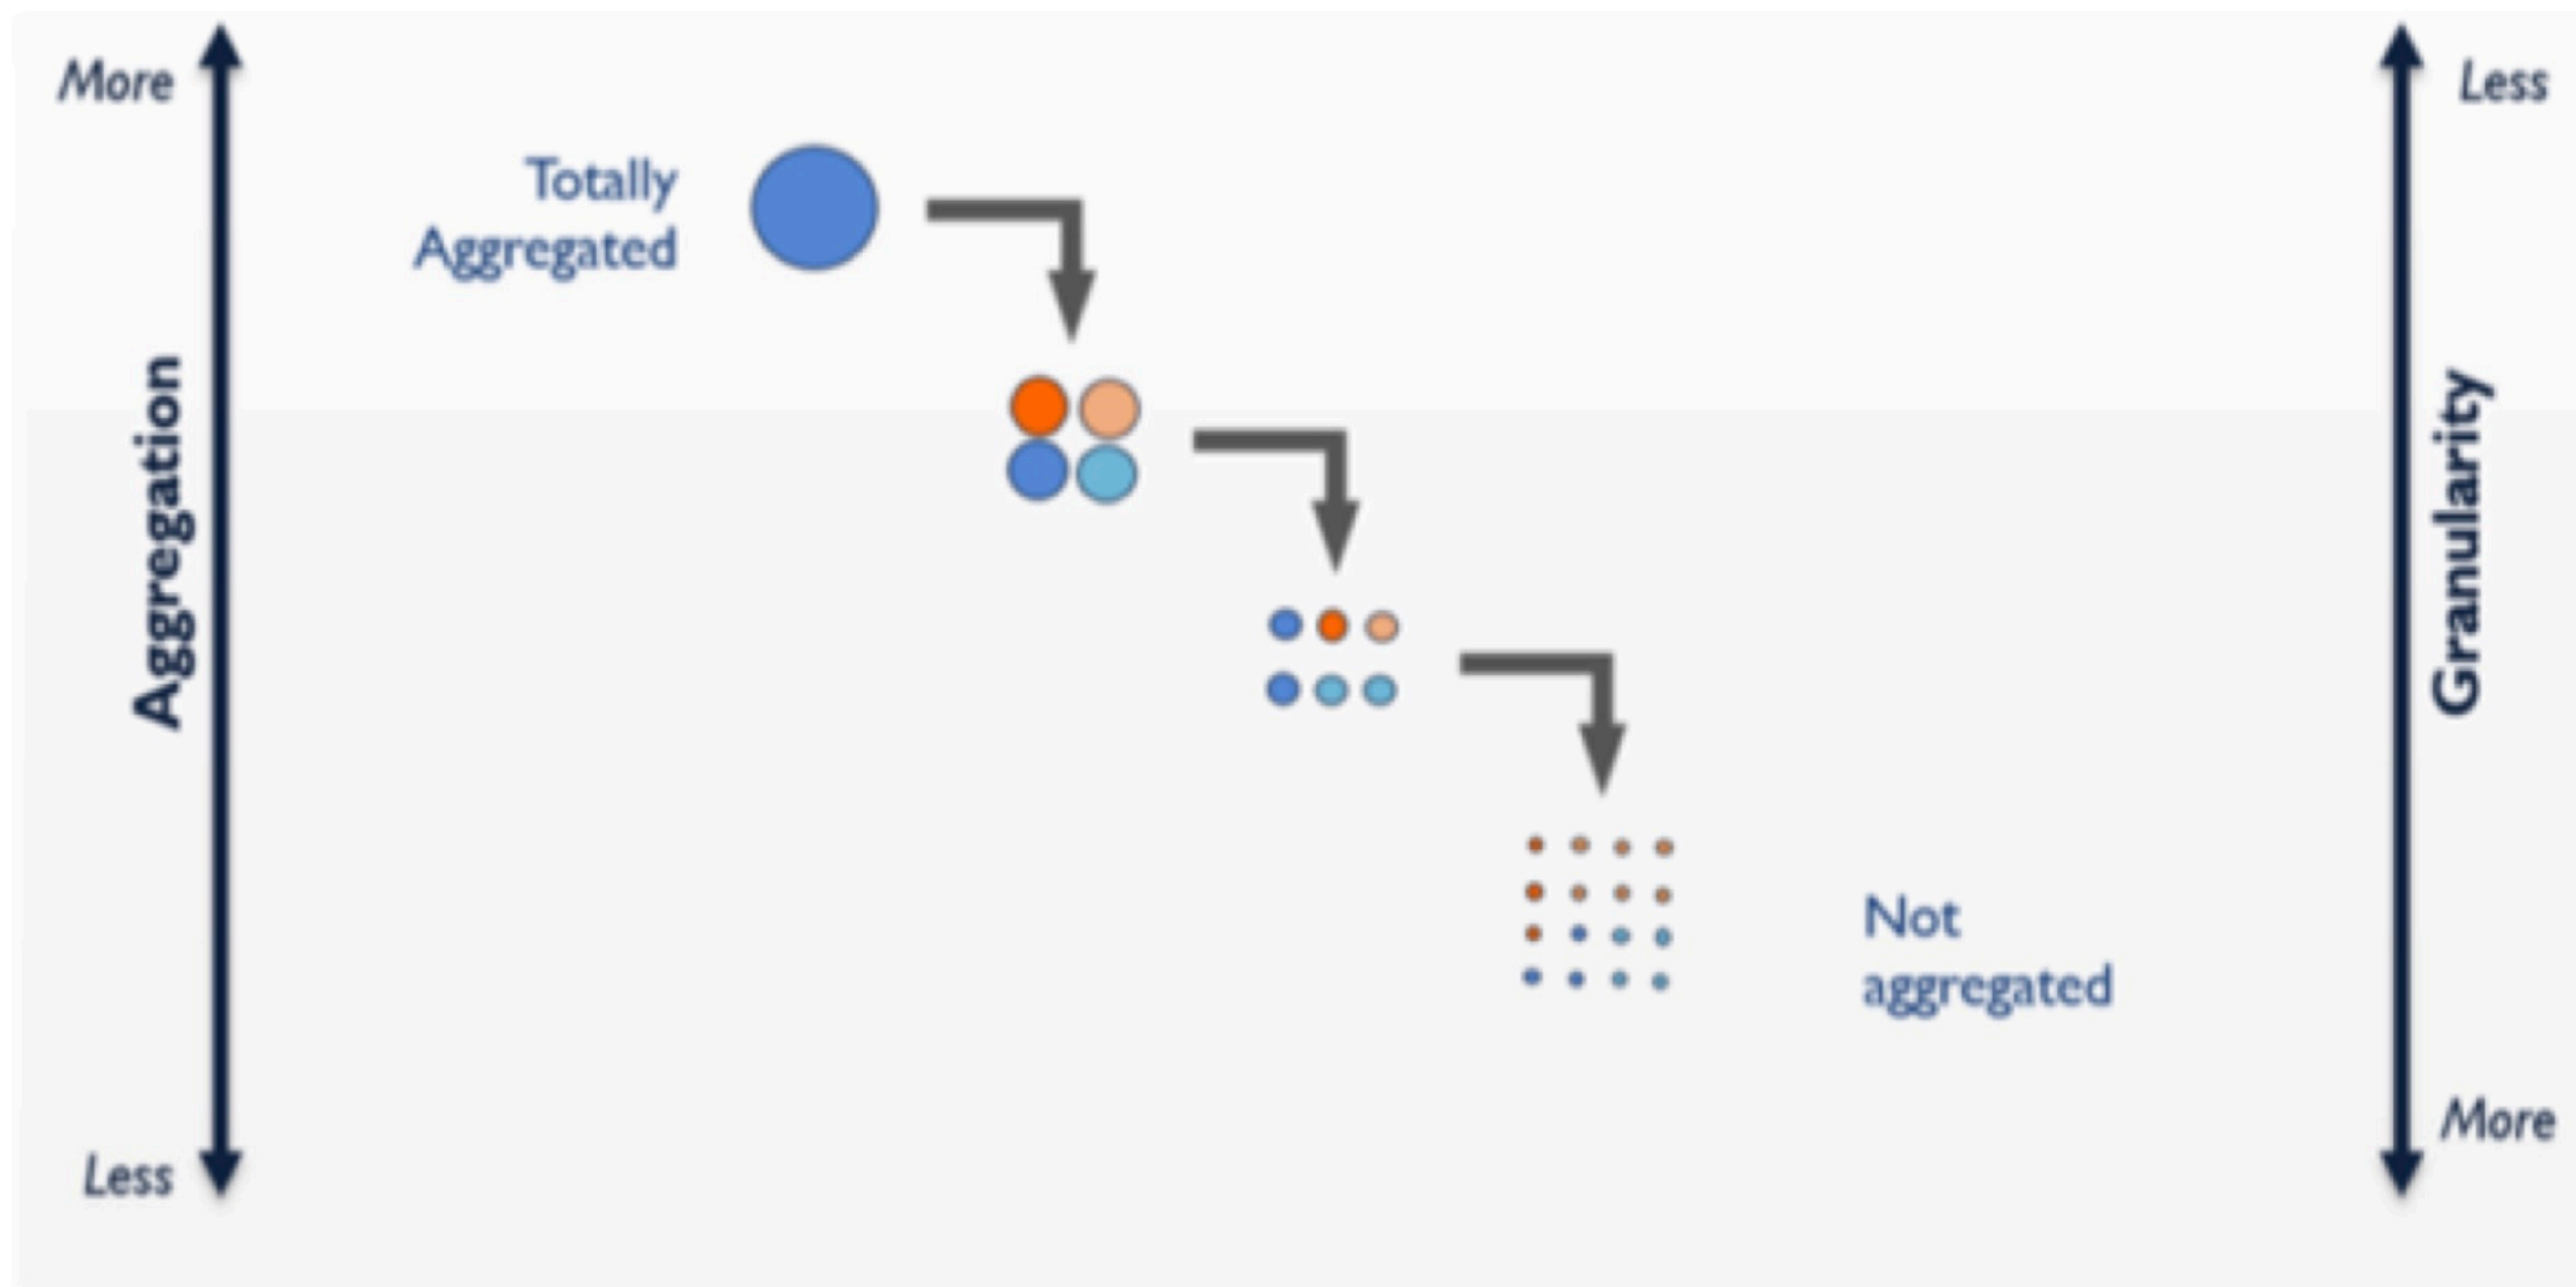 More
Less
Totally
Aggregated
Aggregation
Granularity
Not
aggregated
More
Less